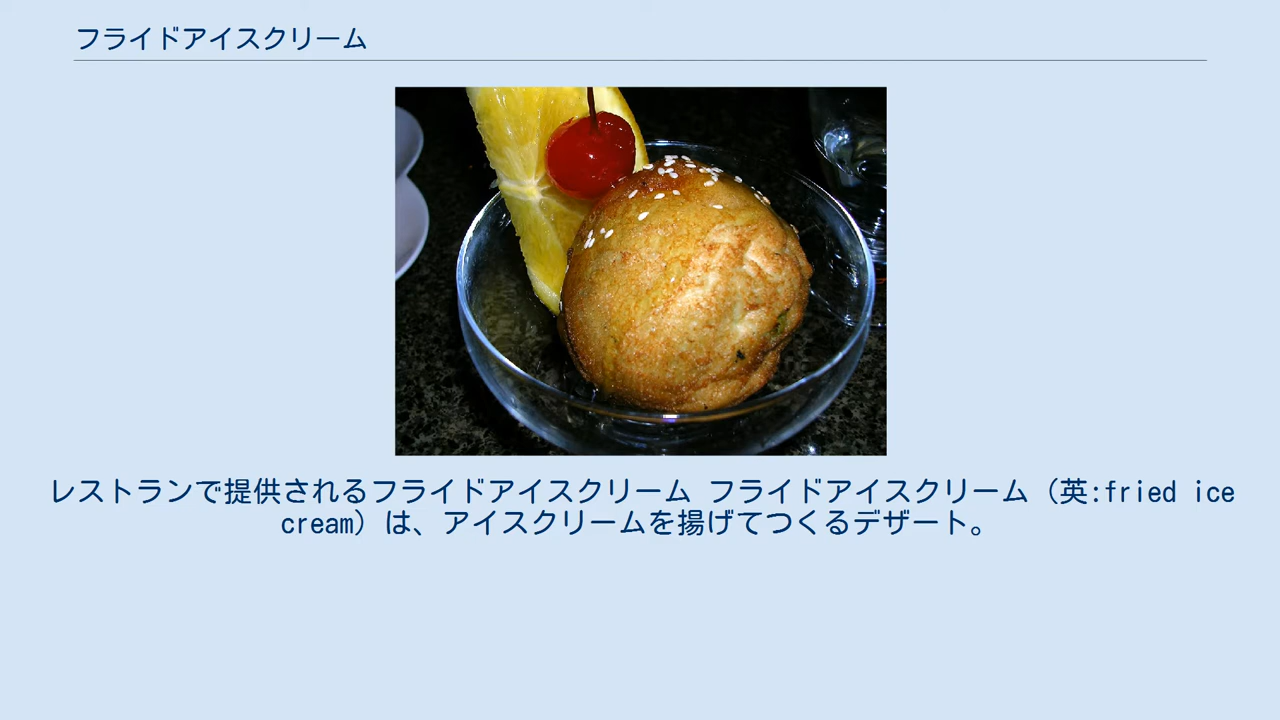 フライドアイスクリーム
レストランで提供されるフライドアイスクリーム フライドアイスクリーム（英:fried ice
cream）は、アイスクリームを揚げてつくるデザート。